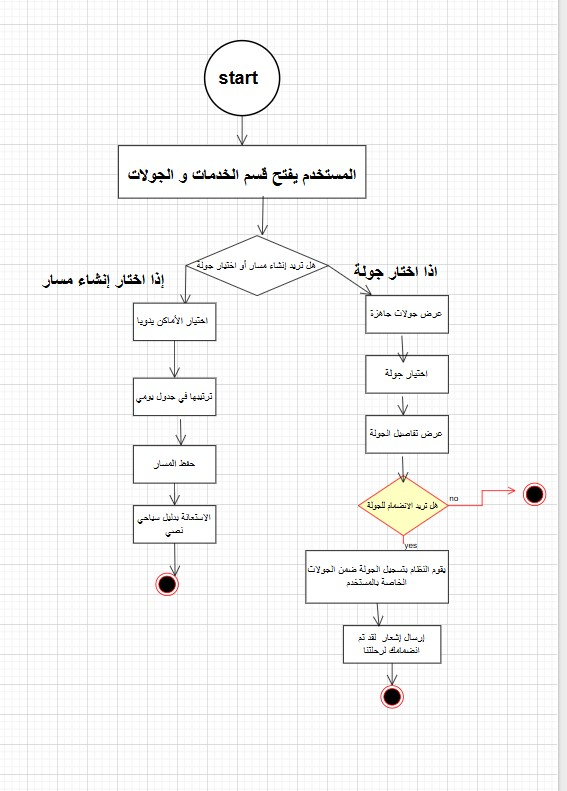 start
المستخدم يفتح قسم الخدمات و الجولات
هل تريد إنشاء مسار أو اختيار جولة
اذا اختار جولة
إذا اختار إنشاء مسار
عرض جولات جاهزة
اختيار جولة
عرض تفاصيل الجولة
هل تريد الانضمام للجولة
no
yes
يقوم النظام بتسجيل الجولة ضمن الجولات
الخاصة بالمستخدم
إرسال إشعار لقد تم
انضمامك لرحلتنا
اختيار الأماكن يدويا
ترتيبها في جدول يومي
حفظ المسار
الاستعانة بدليل سياحي
نصي